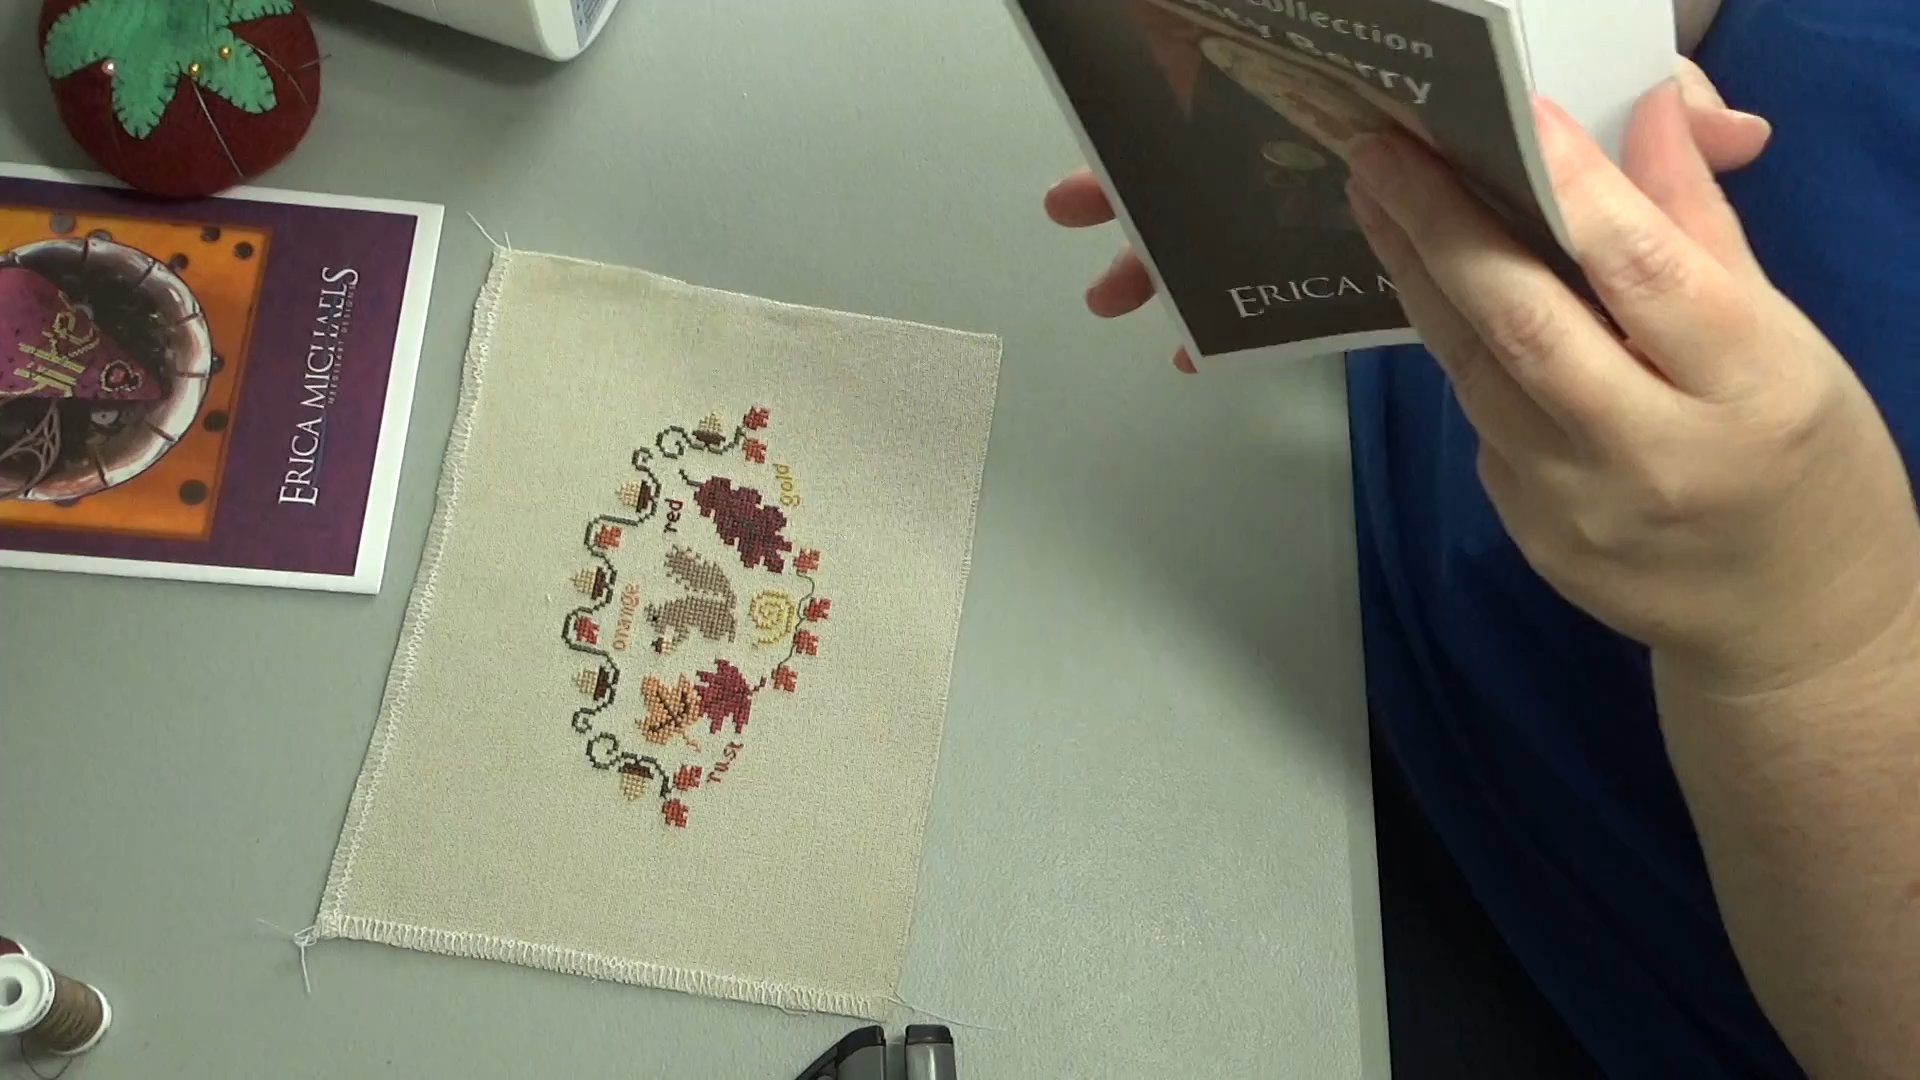 collection
Berry
ERICA
ERICA MICHAELS
NEEDLEART DESIGNS
red
gold
orange
rust